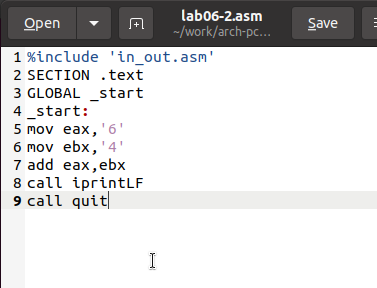 Open
lab06-2.asm
~/work/arch-pc...
Save
1 %include 'in_out.asm'
2 SECTION .text
3 GLOBAL _start
4 _start:
5 mov eax,'6'
6 mov ebx,'4'
7 add eax,ebx
8 call iprintLF
9 call quit